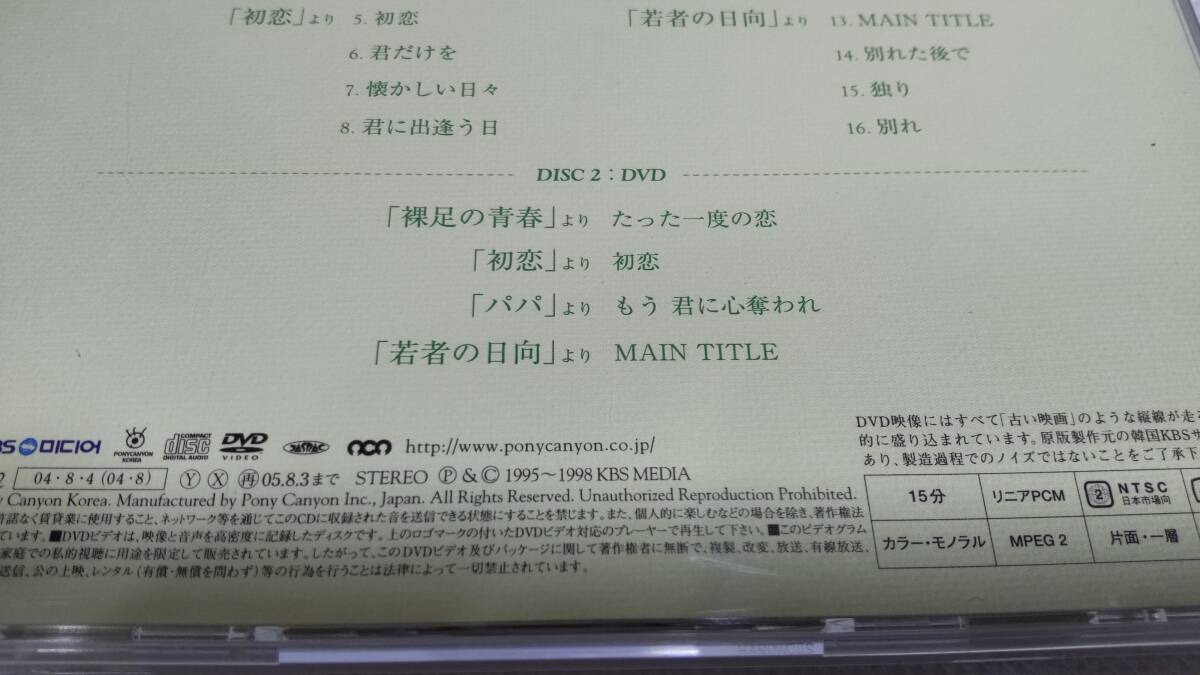 「初恋」より 5. 初恋
6. 君だけを
7. 懐かしい日々
8. 君に出逢う日
「若者の日向」より 13. MAIN TITLE
14. 別れた後で
15. 独り
16. 別れ
DISC 2 : DVD
「裸足の青春」より たった一度の恋
「初恋」より 初恋
「パパ」より もう 君に心奪われ
「若者の日向」より MAIN TITLE
BS 미디어 PONYCANYON KOREA COMPACT disc DIGITAL AUDIO DVD VIDEO http://www.ponycanyon.co.jp/
2 04・8・4 (04・8) Y X 再 05.8.3まで STEREO Ⓟ & © 1995〜1998 KBS MEDIA
y Canyon Korea. Manufactured by Pony Canyon Inc., Japan. All Rights Reserved. Unauthorized Reproduction Prohibited.
許諾なく賃貸業に使用すること、ネットワーク等を通じてこのCDに収録された音を送信できる状態にすることを禁じます。また、個人的に楽しむなどの場合を除き、著作権法
ています。■DVDビデオは、映像と音声を高密度に記録したディスクです。上のロゴマークの付いたDVDビデオ対応のプレーヤーで再生して下さい。■このビデオグラム
家庭での私的視聴に用途を限定して販売されています。したがって、このDVDビデオ及びパッケージに関して著作権者に無断で、複製、改変、放送、有線放送、
送信、公の上映、レンタル(有償・無償を問わず)等の行為を行うことは法律によって一切禁止されています。
DVD映像にはすべて「古い映画」のような縦線が走る
的に盛り込まれています。原版製作元の韓国KBSサ
あり、製造過程でのノイズではないことをご了承下
15分 リニアPCM 2 NTSC 日本市場向
カラー・モノラル MPEG 2 片面・一層